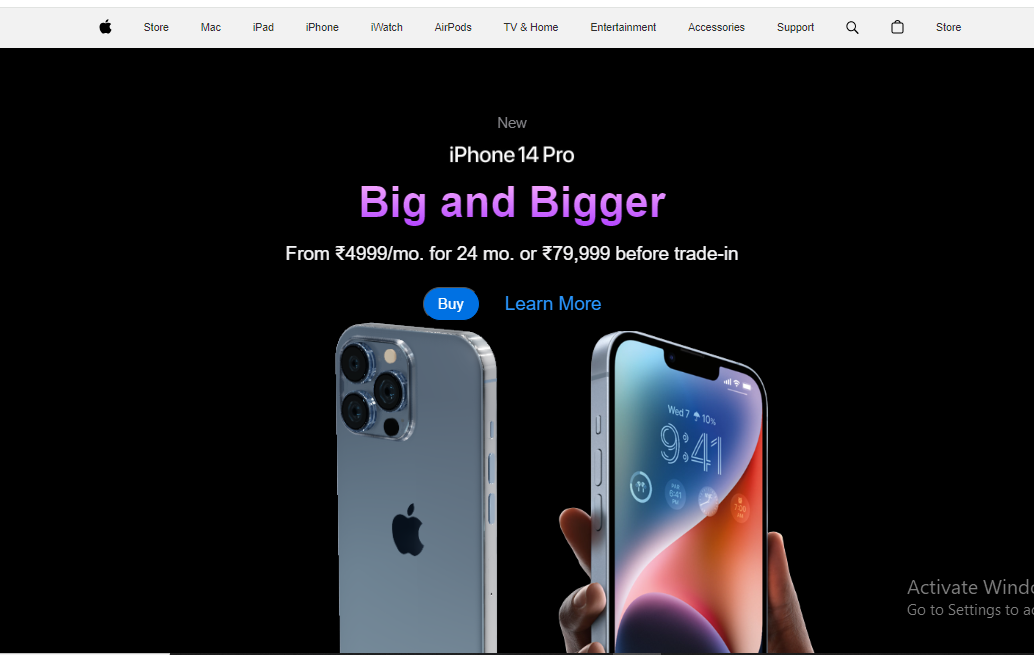 Store Mac iPad iPhone iWatch AirPods TV & Home Entertainment Accessories Support Store
New
iPhone 14 Pro
Big and Bigger
From ₹4999/mo. for 24 mo. or ₹79,999 before trade-in
Buy Learn More
Wed 7 10%
9:41
Activate Windo
Go to Settings to ac